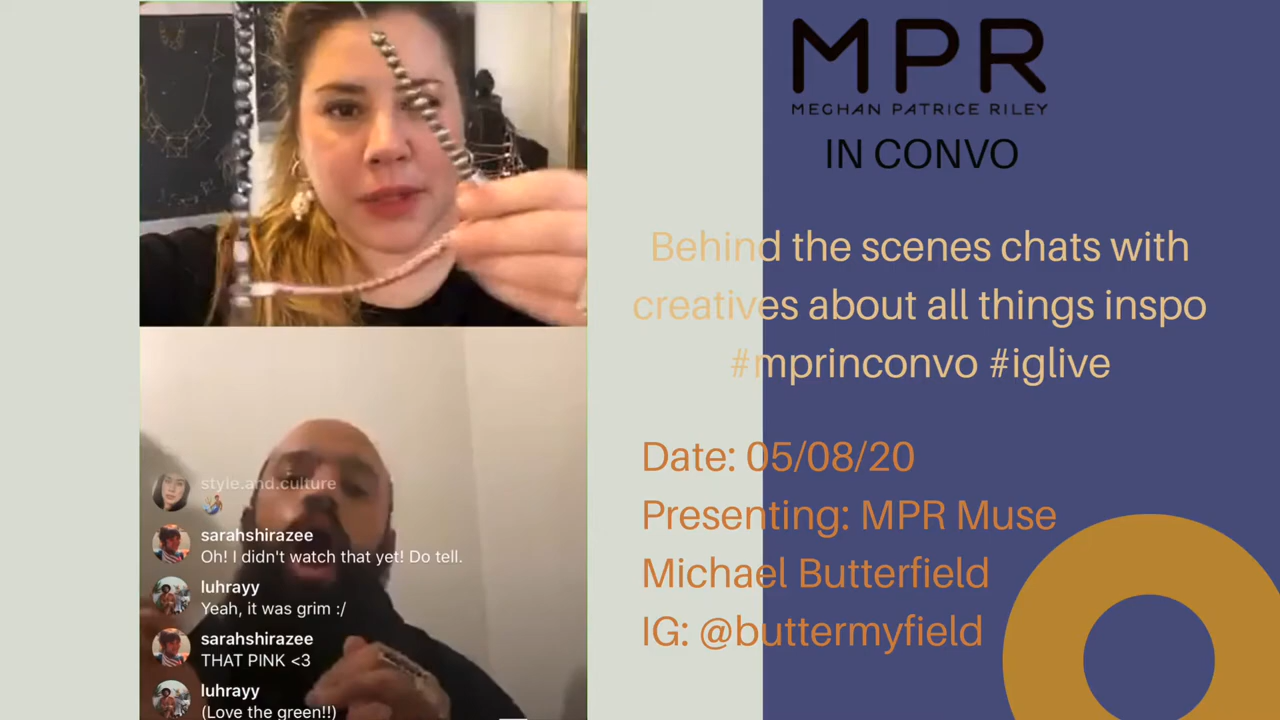 style.and.culture
sarahshirazee
Oh! I didn't watch that yet! Do tell.
luhrayy
Yeah, it was grim :/
sarahshirazee
THAT PINK <3
luhrayy
(Love the green!!)
MPR
MEGHAN PATRICE RILEY
IN CONVO
Behind the scenes chats with
creatives about all things inspo
#mprinconvo #iglive
Date: 05/08/20
Presenting: MPR Muse
Michael Butterfield
IG: @buttermyfield